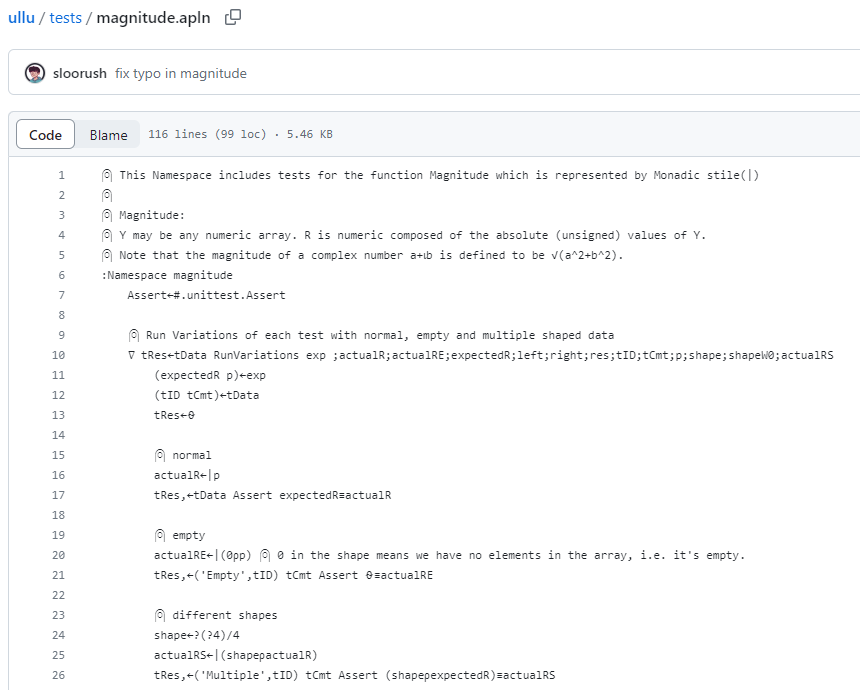 ullu / tests / magnitude.apln
sloorush fix typo in magnitude
Code Blame 116 lines (99 loc) · 5.46 KB
1 ⍝ This Namespace includes tests for the function Magnitude which is represented by Monadic stile(|)
2 ⍝
3 ⍝ Magnitude:
4 ⍝ Y may be any numeric array. R is numeric composed of the absolute (unsigned) values of Y.
5 ⍝ Note that the magnitude of a complex number a+⍳b is defined to be √(a^2+b^2).
6 :Namespace magnitude
7 Assert←#.unittest.Assert
8
9 ⍝ Run Variations of each test with normal, empty and multiple shaped data
10 ∇ tRes←tData RunVariations exp ;actualR;actualRE;expectedR;left;right;res;tID;tCmt;p;shape;shapeW0;actualRS
11 (expectedR p)←exp
12 (tID tCmt)←tData
13 tRes←⍬
14
15 ⍝ normal
16 actualR←|p
17 tRes,←tData Assert expectedR≡actualR
18
19 ⍝ empty
20 actualRE←|(0⍴p) ⍝ 0 in the shape means we have no elements in the array, i.e. it's empty.
21 tRes,←('Empty',tID) tCmt Assert ⍬≡actualRE
22
23 ⍝ different shapes
24 shape←?(?4)/4
25 actualRS←|(shape⍴actualR)
26 tRes,←('Multiple',tID) tCmt Assert (shape⍴expectedR)≡actualRS